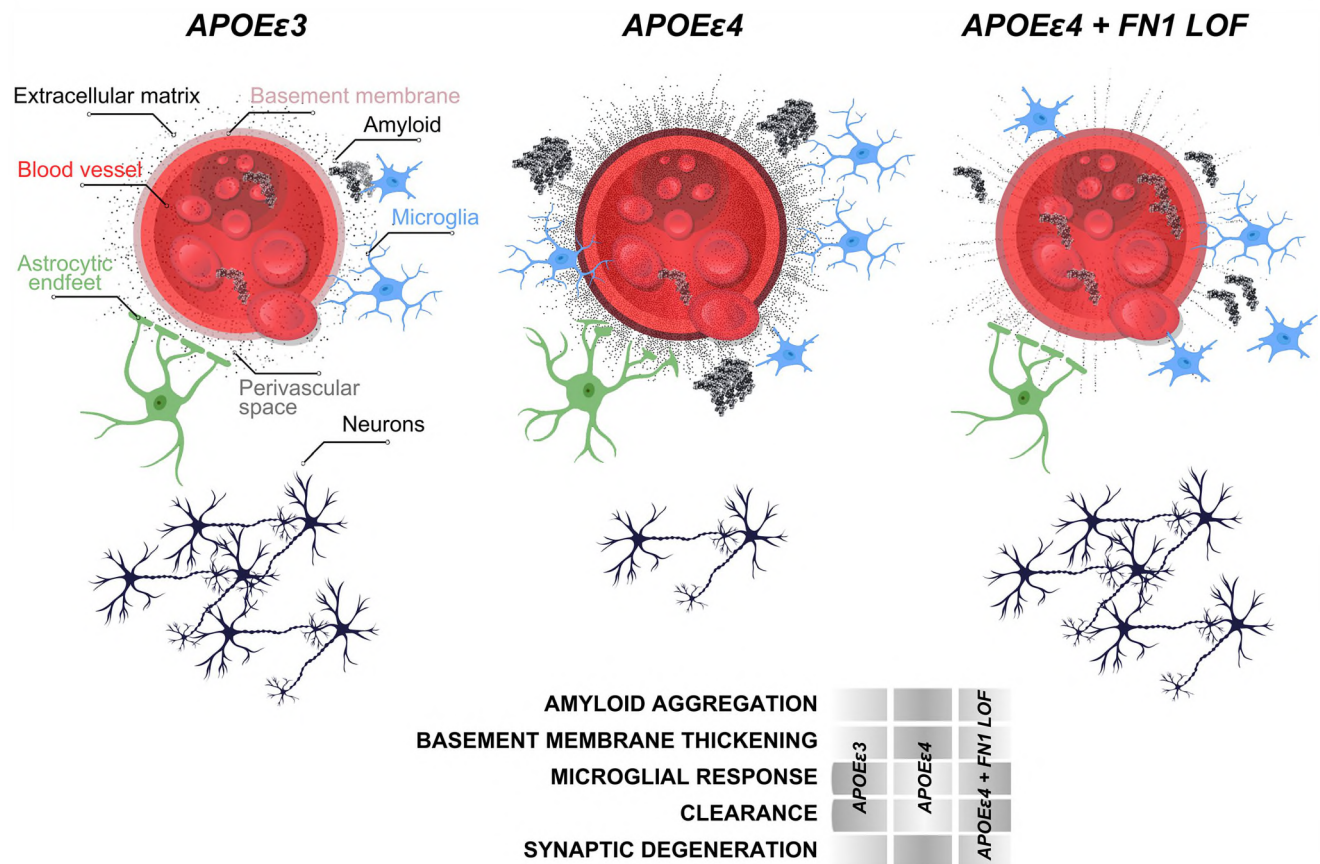 APOEε3
APOEε4
APOEε4 + FN1 LOF
Extracellular matrix
Basement membrane
Amyloid
Blood vessel
Microglia
Astrocytic
endfeet
Perivascular
space
Neurons
AMYLOID AGGREGATION
BASEMENT MEMBRANE THICKENING
MICROGLIAL RESPONSE
CLEARANCE
SYNAPTIC DEGENERATION
APOEε3
APOEε4
APOEε4 + FN1 LOF